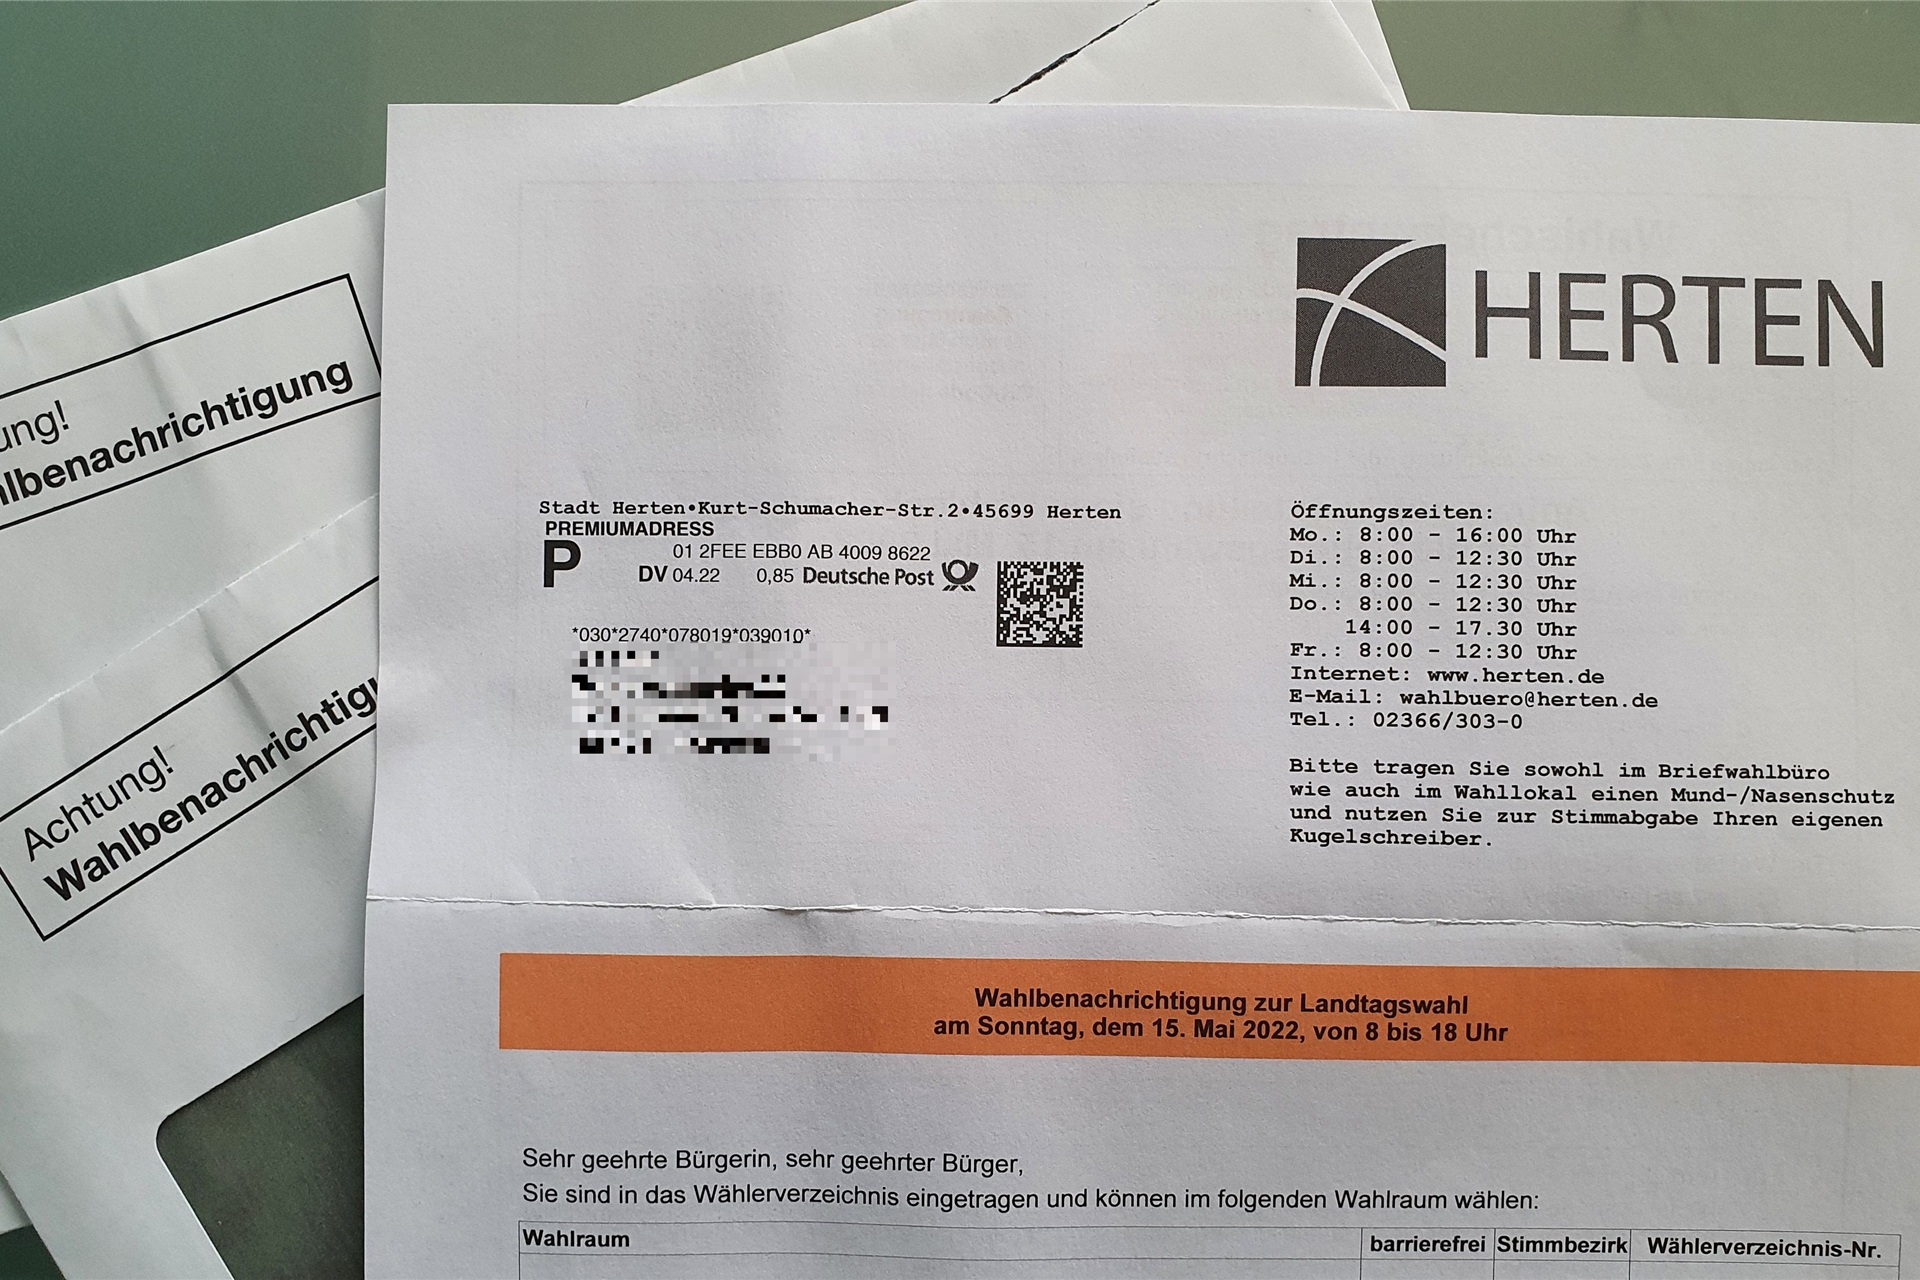 ung!
lbenachrichtigung
Achtung!
Wahlbenachrichtigu
HERTEN
Stadt Herten•Kurt-Schumacher-Str.2•45699 Herten
PREMIUMADRESS
P
01 2FEE EBB0 AB 4009 8622
DV 04.22 0,85 Deutsche Post
*030*2740*078019*039010*
Öffnungszeiten:
Mo.: 8:00 - 16:00 Uhr
Di.: 8:00 - 12:30 Uhr
Mi.: 8:00 - 12:30 Uhr
Do.: 8:00 - 12:30 Uhr
14:00 - 17.30 Uhr
Fr.: 8:00 - 12:30 Uhr
Internet: www.herten.de
E-Mail: wahlbuero@herten.de
Tel.: 02366/303-0
Bitte tragen Sie sowohl im Briefwahlbüro
wie auch im Wahllokal einen Mund-/Nasenschutz
und nutzen Sie zur Stimmabgabe Ihren eigenen
Kugelschreiber.
Wahlbenachrichtigung zur Landtagswahl
am Sonntag, dem 15. Mai 2022, von 8 bis 18 Uhr
Sehr geehrte Bürgerin, sehr geehrter Bürger,
Sie sind in das Wählerverzeichnis eingetragen und können im folgenden Wahlraum wählen:
Wahlraum barrierefrei Stimmbezirk Wählerverzeichnis-Nr.